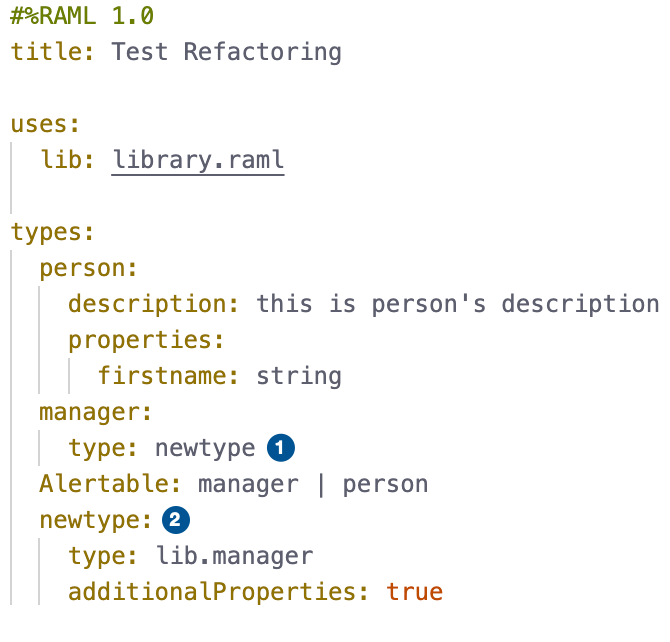 #%RAML 1.0
title: Test Refactoring
uses:
lib: library.raml
types:
person:
description: this is person's description
properties:
firstname: string
manager:
type: newtype 1
Alertable: manager | person
newtype: 2
type: lib.manager
additionalProperties: true